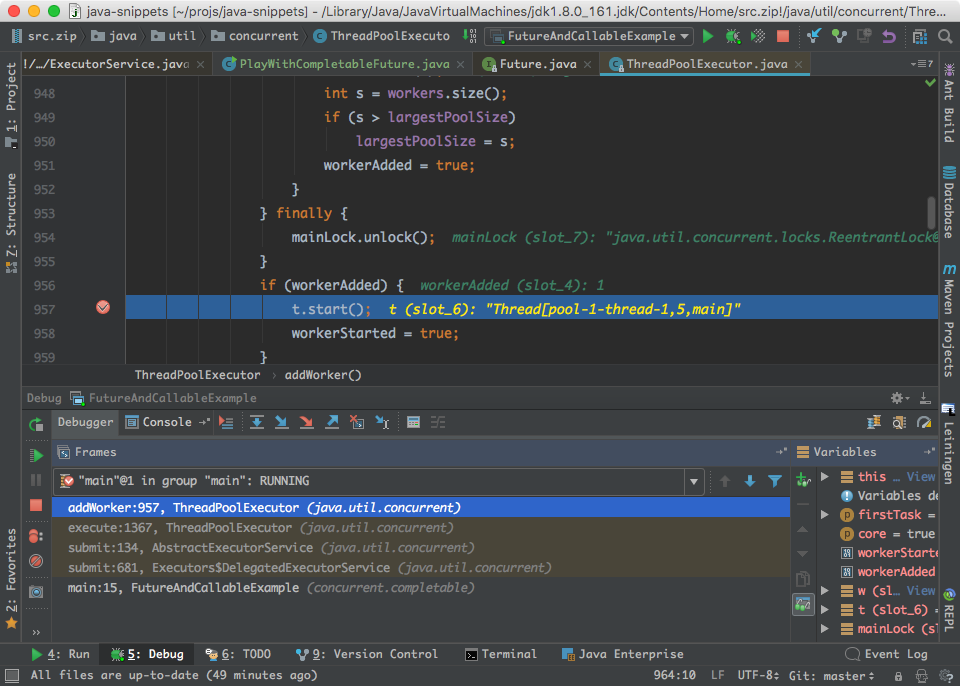 java-snippets [~/projs/java-snippets] - /Library/Java/JavaVirtualMachines/jdk1.8.0_161.jdk/Contents/Home/src.zip!/java/util/concurrent/Thre...
src.zip java util concurrent ThreadPoolExecuto FutureAndCallableExample
!/…/ExecutorService.java PlayWithCompletableFuture.java Future.java ThreadPoolExecutor.java 7
948 int s = workers.size();
949 if (s > largestPoolSize)
950 largestPoolSize = s;
951 workerAdded = true;
952 }
953 } finally {
954 mainLock.unlock(); mainLock (slot_7): "java.util.concurrent.locks.ReentrantLock@
955 }
956 if (workerAdded) { workerAdded (slot_4): 1
957 t.start(); t (slot_6): "Thread[pool-1-thread-1,5,main]"
958 workerStarted = true;
959 }
ThreadPoolExecutor › addWorker()
1: Project
7: Structure
2: Favorites
Ant Build
Database
Maven Projects
Leiningen
REPL
Debug FutureAndCallableExample
Debugger Console
Frames
"main"@1 in group "main": RUNNING
addWorker:957, ThreadPoolExecutor (java.util.concurrent)
execute:1367, ThreadPoolExecutor (java.util.concurrent)
submit:134, AbstractExecutorService (java.util.concurrent)
submit:681, Executors$DelegatedExecutorService (java.util.concurrent)
main:15, FutureAndCallableExample (concurrent.completable)
Variables
this … View
Variables de
firstTask =
core = true
workerStarte
workerAdded
w (sl… View
t (slot_6) =
mainLock (sl
4: Run 5: Debug 6: TODO 9: Version Control Terminal Java Enterprise Event Log
All files are up-to-date (49 minutes ago) 964:10 LF UTF-8 Git: master